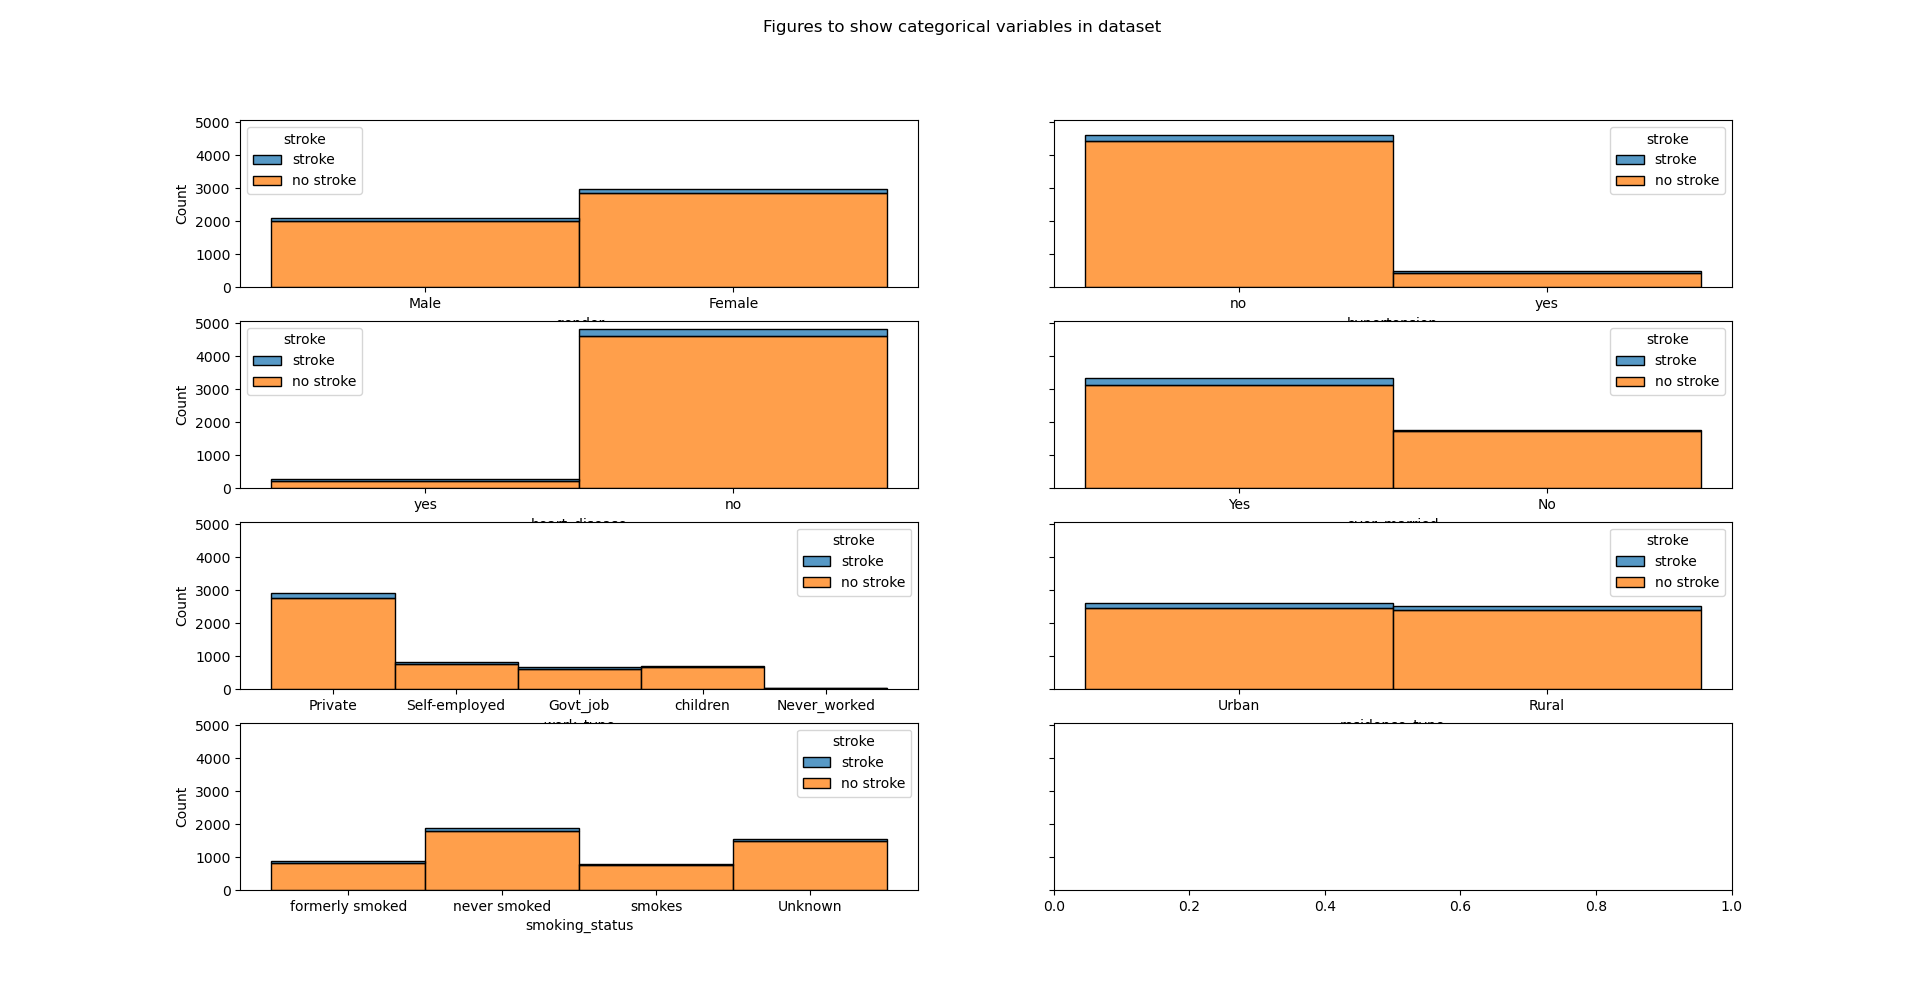 Figures to show categorical variables in dataset
5000
4000
3000
2000
1000
0
Count
stroke
stroke
no stroke
Male Female
gender
stroke
stroke
no stroke
no yes
hypertension
5000
4000
3000
2000
1000
0
Count
stroke
stroke
no stroke
yes no
heart_disease
stroke
stroke
no stroke
Yes No
ever_married
5000
4000
3000
2000
1000
0
Count
stroke
stroke
no stroke
Private Self-employed Govt_job children Never_worked
work_type
stroke
stroke
no stroke
Urban Rural
5000
4000
3000
2000
1000
0
Count
stroke
stroke
no stroke
formerly smoked never smoked smokes Unknown
smoking_status
0.0 0.2 0.4 0.6 0.8 1.0